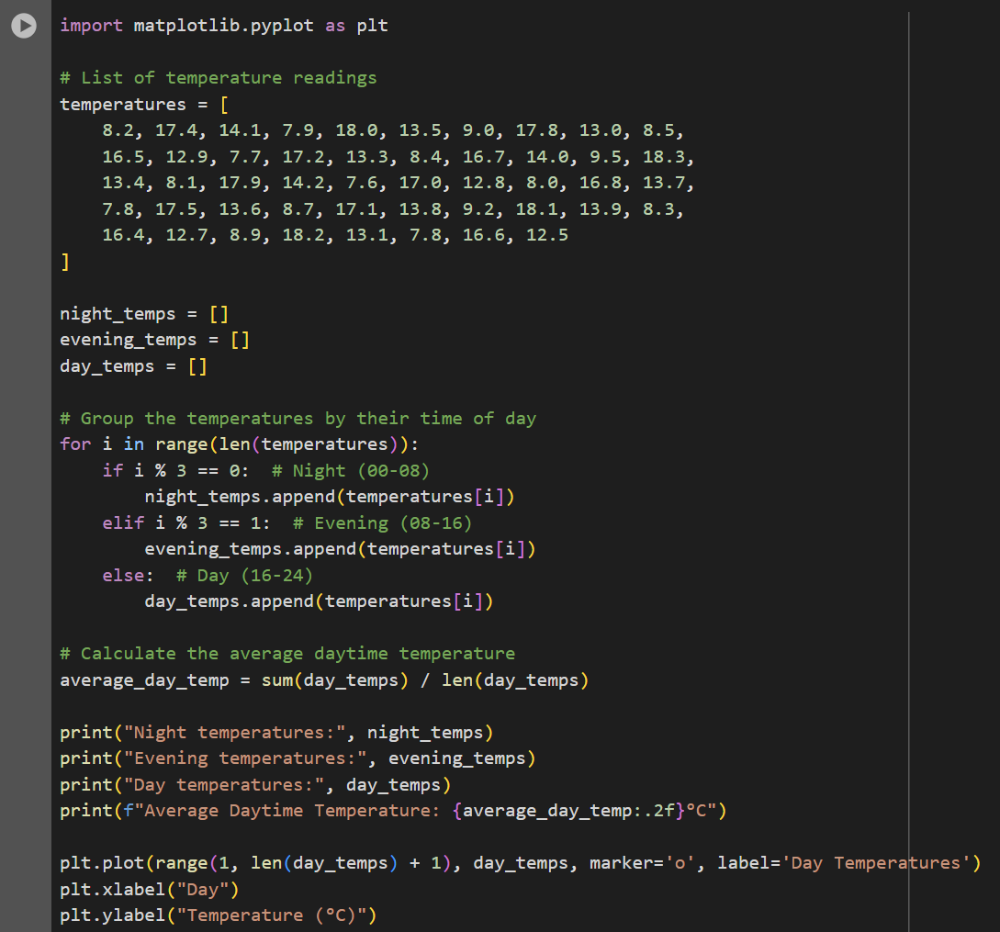 import matplotlib.pyplot as plt
# List of temperature readings
temperatures = [
    8.2, 17.4, 14.1, 7.9, 18.0, 13.5, 9.0, 17.8, 13.0, 8.5,
    16.5, 12.9, 7.7, 17.2, 13.3, 8.4, 16.7, 14.0, 9.5, 18.3,
    13.4, 8.1, 17.9, 14.2, 7.6, 17.0, 12.8, 8.0, 16.8, 13.7,
    7.8, 17.5, 13.6, 8.7, 17.1, 13.8, 9.2, 18.1, 13.9, 8.3,
    16.4, 12.7, 8.9, 18.2, 13.1, 7.8, 16.6, 12.5
]
night_temps = []
evening_temps = []
day_temps = []
# Group the temperatures by their time of day
for i in range(len(temperatures)):
    if i % 3 == 0:  # Night (00-08)
        night_temps.append(temperatures[i])
    elif i % 3 == 1:  # Evening (08-16)
        evening_temps.append(temperatures[i])
    else:  # Day (16-24)
        day_temps.append(temperatures[i])
# Calculate the average daytime temperature
average_day_temp = sum(day_temps) / len(day_temps)
print("Night temperatures:", night_temps)
print("Evening temperatures:", evening_temps)
print("Day temperatures:", day_temps)
print(f"Average Daytime Temperature: {average_day_temp:.2f}°C")
plt.plot(range(1, len(day_temps) + 1), day_temps, marker='o', label='Day Temperatures')
plt.xlabel("Day")
plt.ylabel("Temperature (°C)")